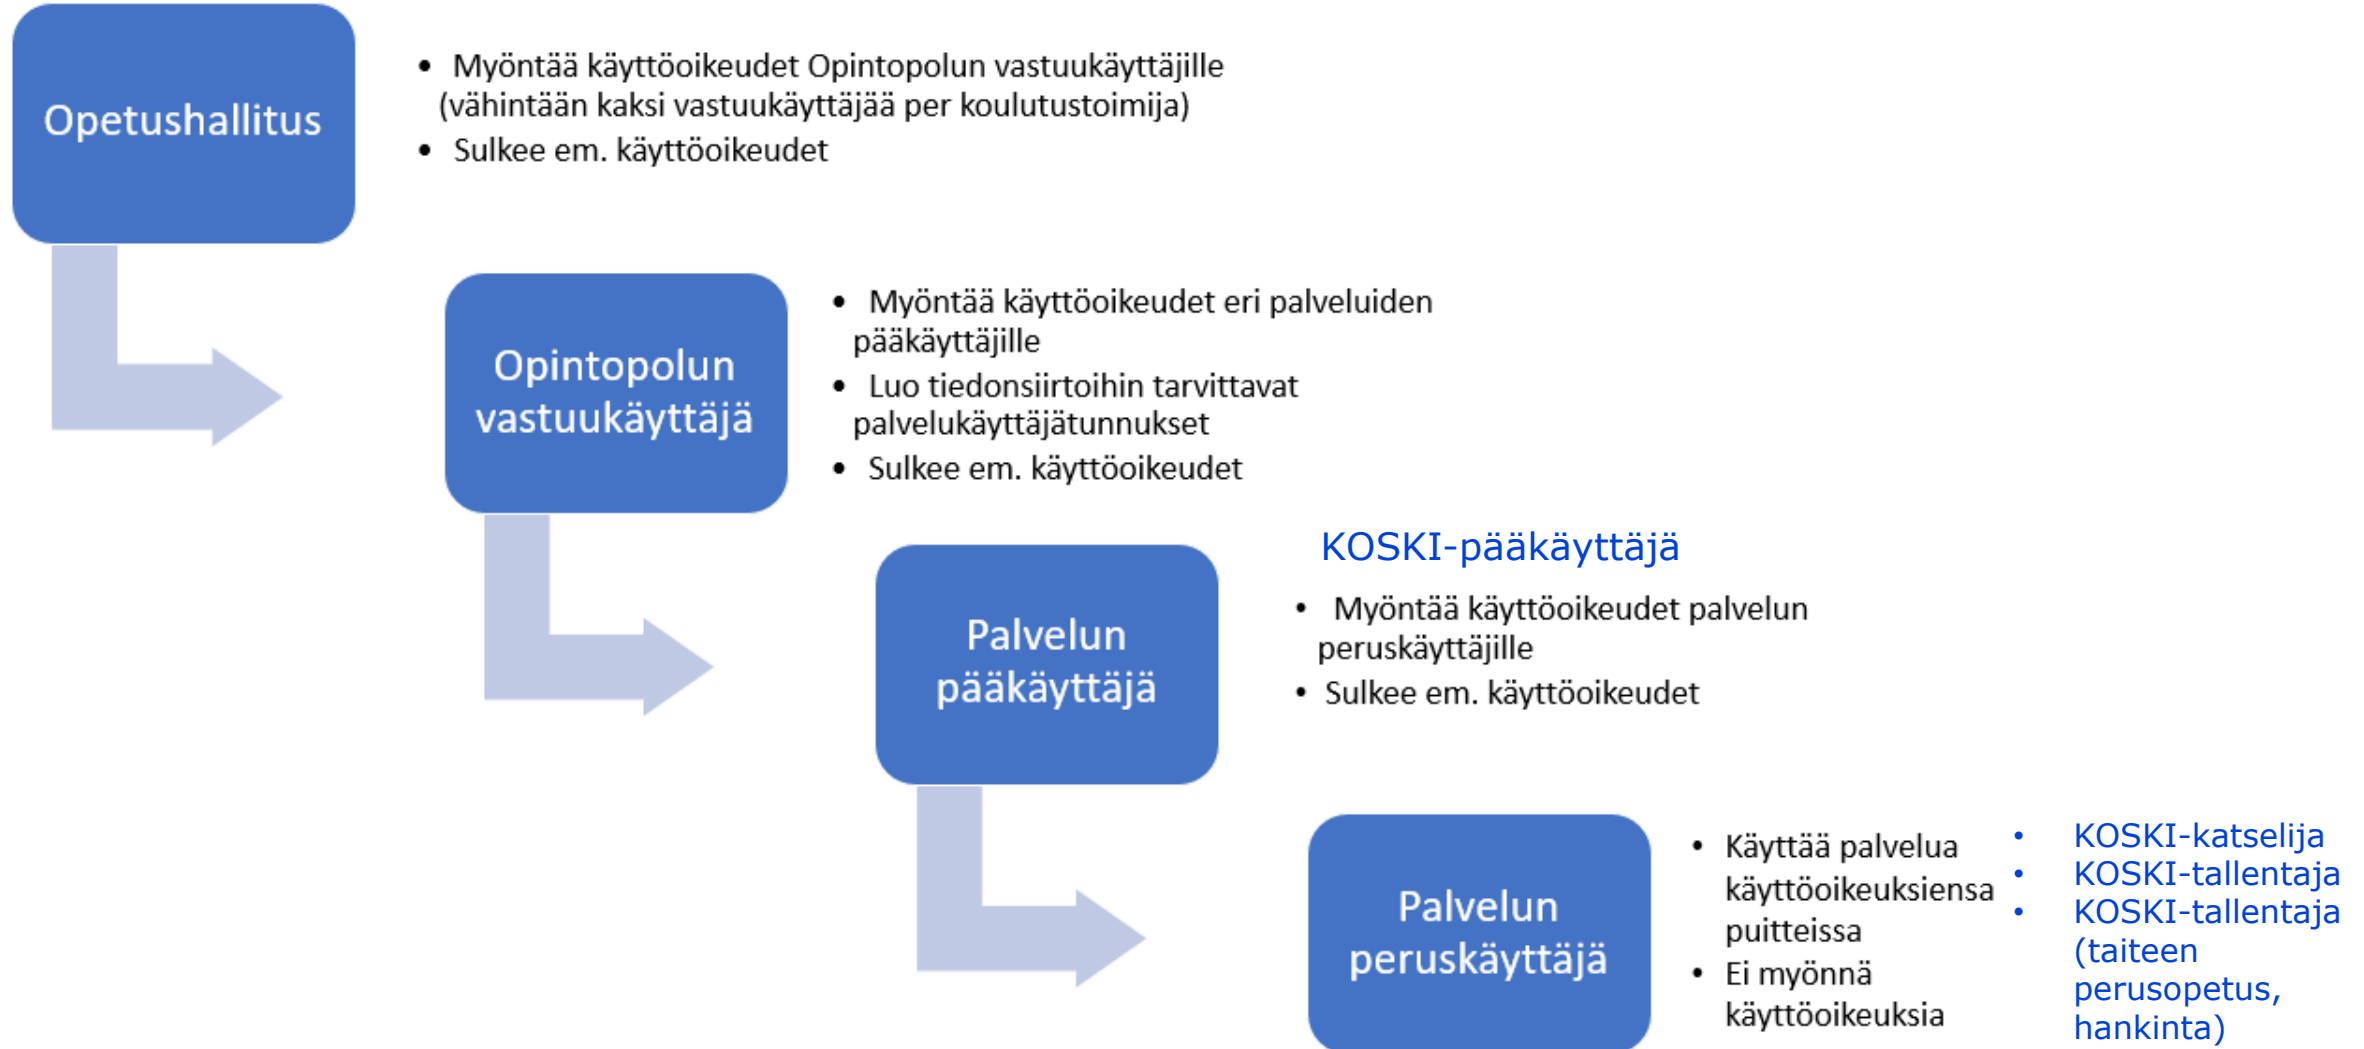 Opetushallitus
• Myöntää käyttöoikeudet Opintopolun vastuukäyttäjille
(vähintään kaksi vastuukäyttäjää per koulutustoimija)
• Sulkee em. käyttöoikeudet
Opintopolun
vastuukäyttäjä
• Myöntää käyttöoikeudet eri palveluiden
pääkäyttäjille
• Luo tiedonsiirtoihin tarvittavat
palvelukäyttäjätunnukset
• Sulkee em. käyttöoikeudet
Palvelun
pääkäyttäjä
KOSKI-pääkäyttäjä
• Myöntää käyttöoikeudet palvelun
peruskäyttäjille
• Sulkee em. käyttöoikeudet
Palvelun
peruskäyttäjä
• Käyttää palvelua
käyttöoikeuksiensa
puitteissa
• Ei myönnä
käyttöoikeuksia
• KOSKI-katselija
• KOSKI-tallentaja
• KOSKI-tallentaja
(taiteen
perusopetus,
hankinta)